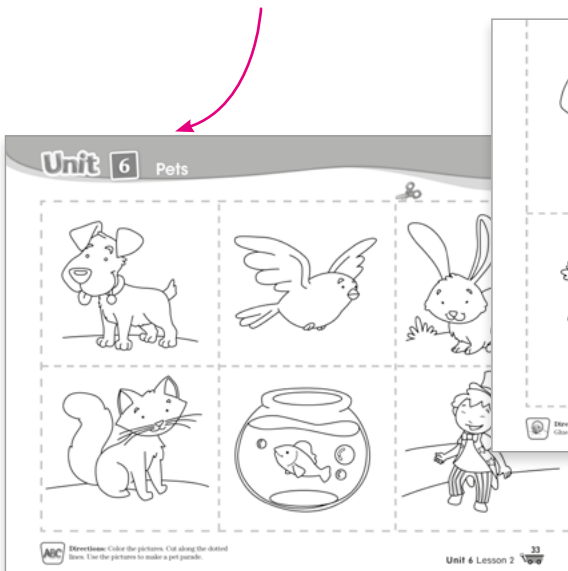 Unit 6 Pets
ABC
Directions: Color the pictures. Cut along the dotted
lines. Use the pictures to make a pet parade.
Unit 6 Lesson 2 33